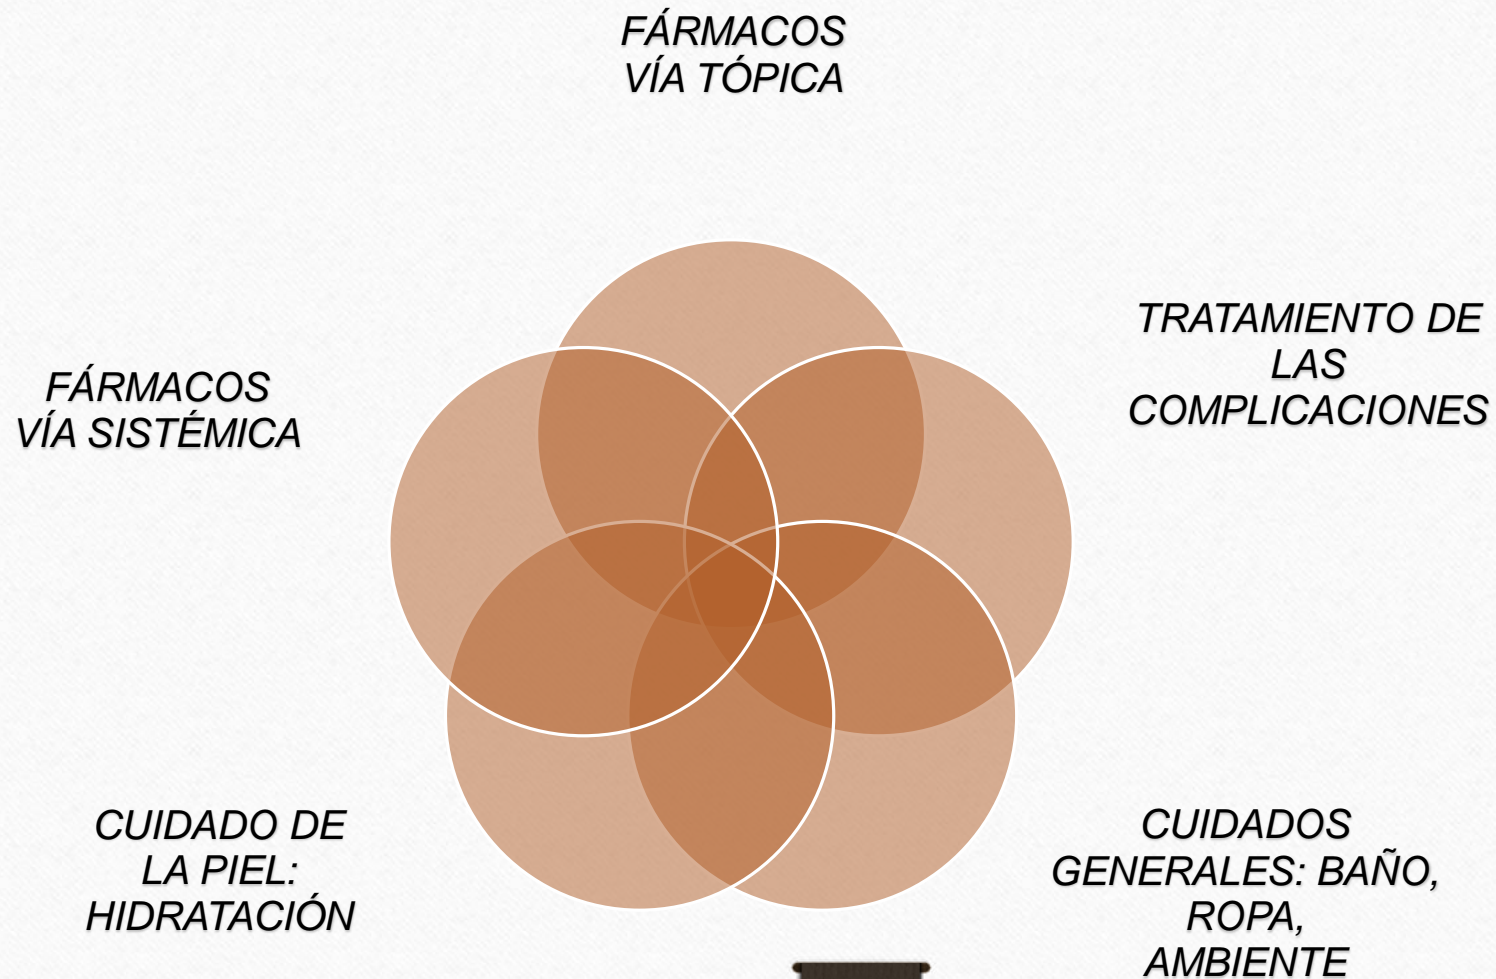 FÁRMACOS
VÍA TÓPICA
TRATAMIENTO DE
LAS
COMPLICACIONES
FÁRMACOS
VÍA SISTÉMICA
CUIDADO DE
LA PIEL:
HIDRATACIÓN
CUIDADOS
GENERALES: BAÑO,
ROPA,
AMBIENTE